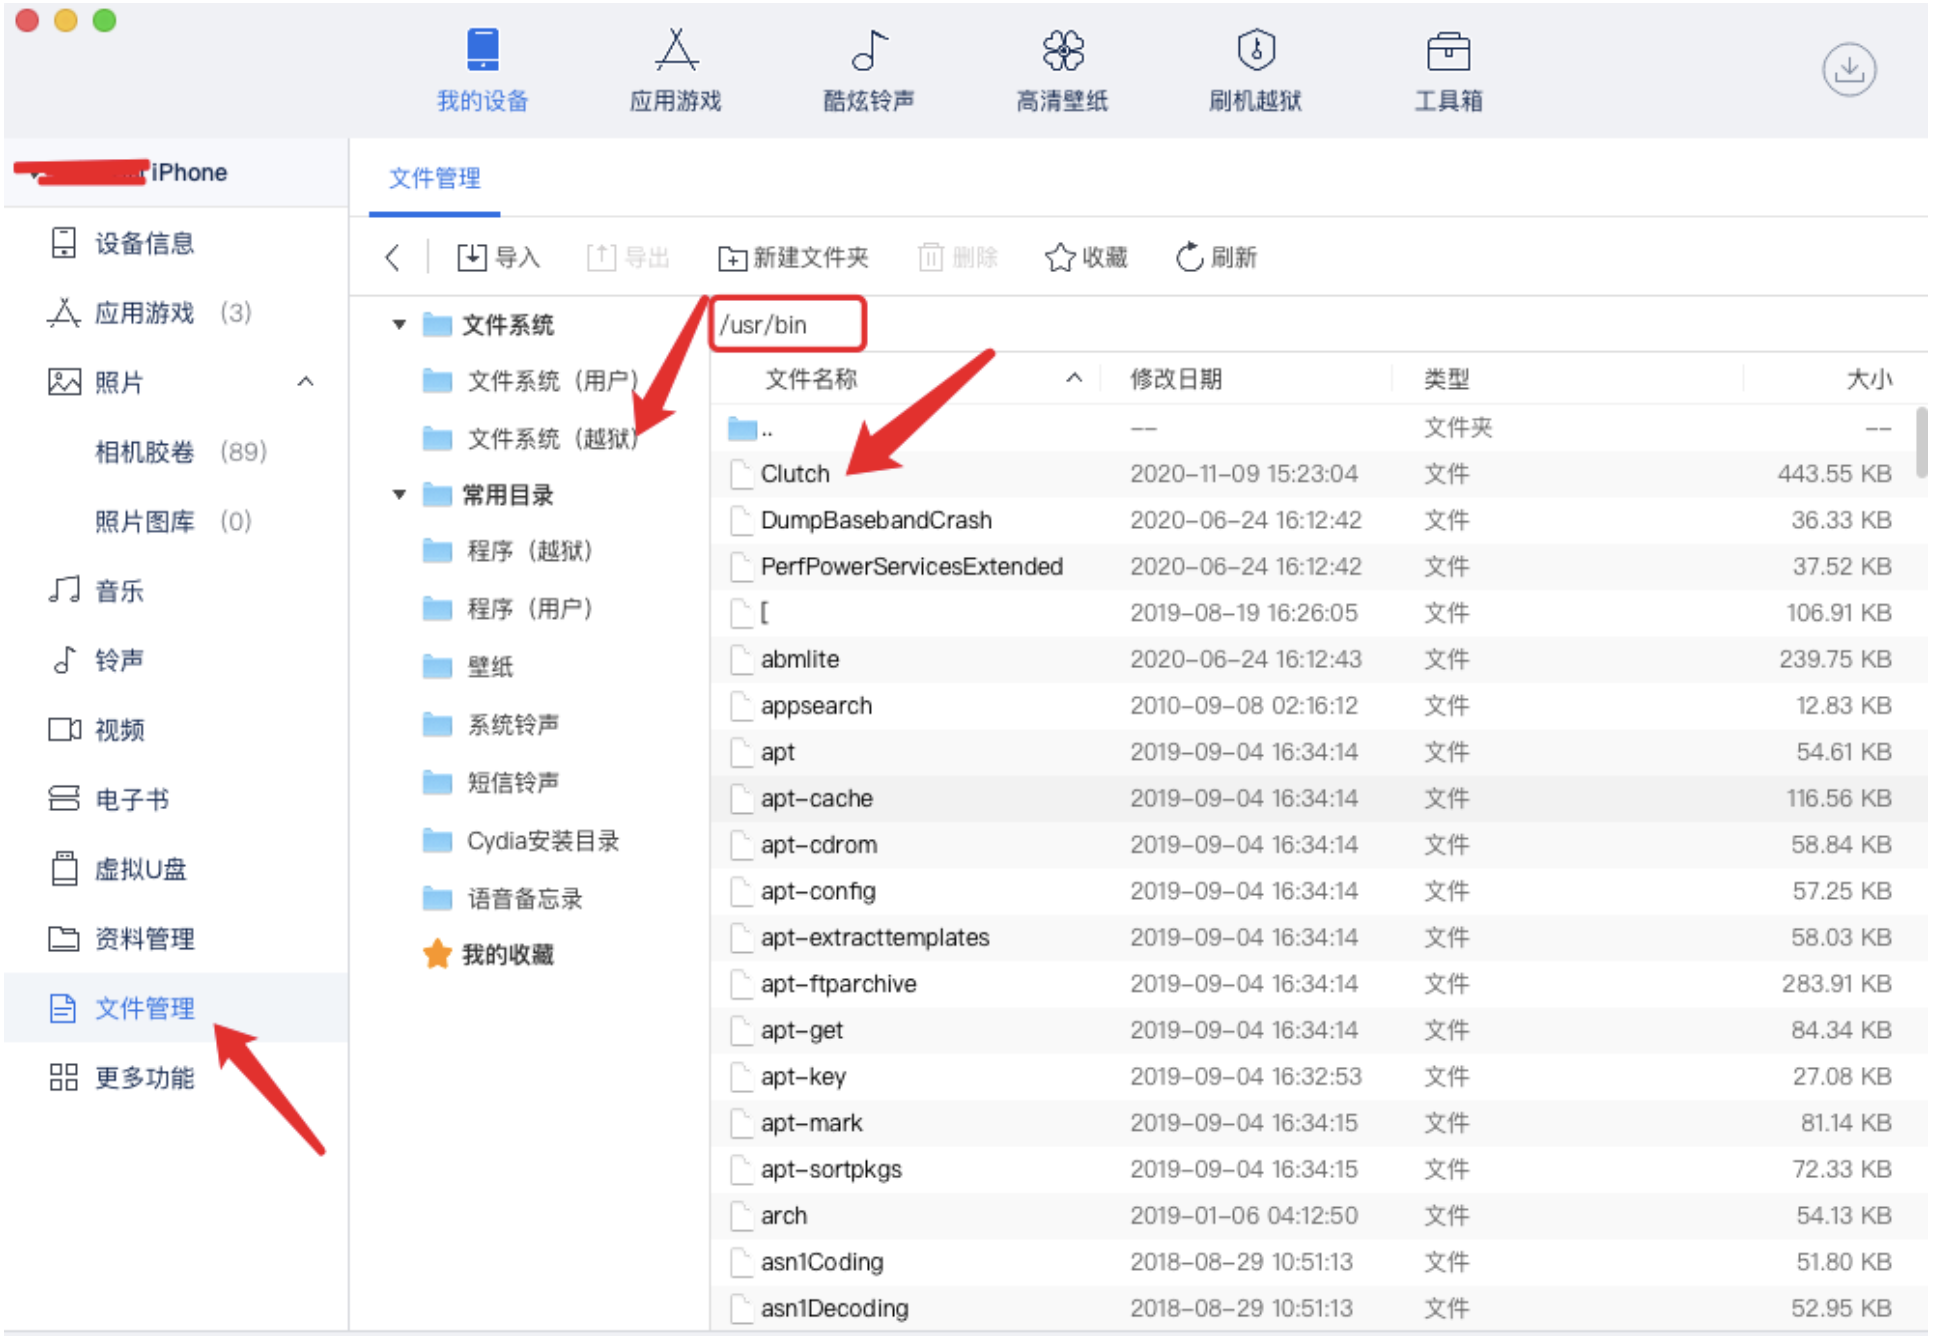 我的设备 应用游戏 酷炫铃声 高清壁纸 刷机越狱 工具箱
iPhone
设备信息
应用游戏 (3)
照片
相机胶卷 (89)
照片图库 (0)
音乐
铃声
视频
电子书
虚拟U盘
资料管理
文件管理
更多功能
文件管理
导入 导出 新建文件夹 删除 收藏 刷新
文件系统
文件系统（用户）
文件系统（越狱）
常用目录
程序（越狱）
程序（用户）
壁纸
系统铃声
短信铃声
Cydia安装目录
语音备忘录
我的收藏
/usr/bin
文件名称 修改日期 类型 大小
.. -- 文件夹 --
Clutch 2020-11-09 15:23:04 文件 443.55 KB
DumpBasebandCrash 2020-06-24 16:12:42 文件 36.33 KB
PerfPowerServicesExtended 2020-06-24 16:12:42 文件 37.52 KB
[ 2019-08-19 16:26:05 文件 106.91 KB
abmlite 2020-06-24 16:12:43 文件 239.75 KB
appsearch 2010-09-08 02:16:12 文件 12.83 KB
apt 2019-09-04 16:34:14 文件 54.61 KB
apt-cache 2019-09-04 16:34:14 文件 116.56 KB
apt-cdrom 2019-09-04 16:34:14 文件 58.84 KB
apt-config 2019-09-04 16:34:14 文件 57.25 KB
apt-extracttemplates 2019-09-04 16:34:14 文件 58.03 KB
apt-ftparchive 2019-09-04 16:34:14 文件 283.91 KB
apt-get 2019-09-04 16:34:14 文件 84.34 KB
apt-key 2019-09-04 16:32:53 文件 27.08 KB
apt-mark 2019-09-04 16:34:15 文件 81.14 KB
apt-sortpkgs 2019-09-04 16:34:15 文件 72.33 KB
arch 2019-01-06 04:12:50 文件 54.13 KB
asn1Coding 2018-08-29 10:51:13 文件 51.80 KB
asn1Decoding 2018-08-29 10:51:13 文件 52.95 KB